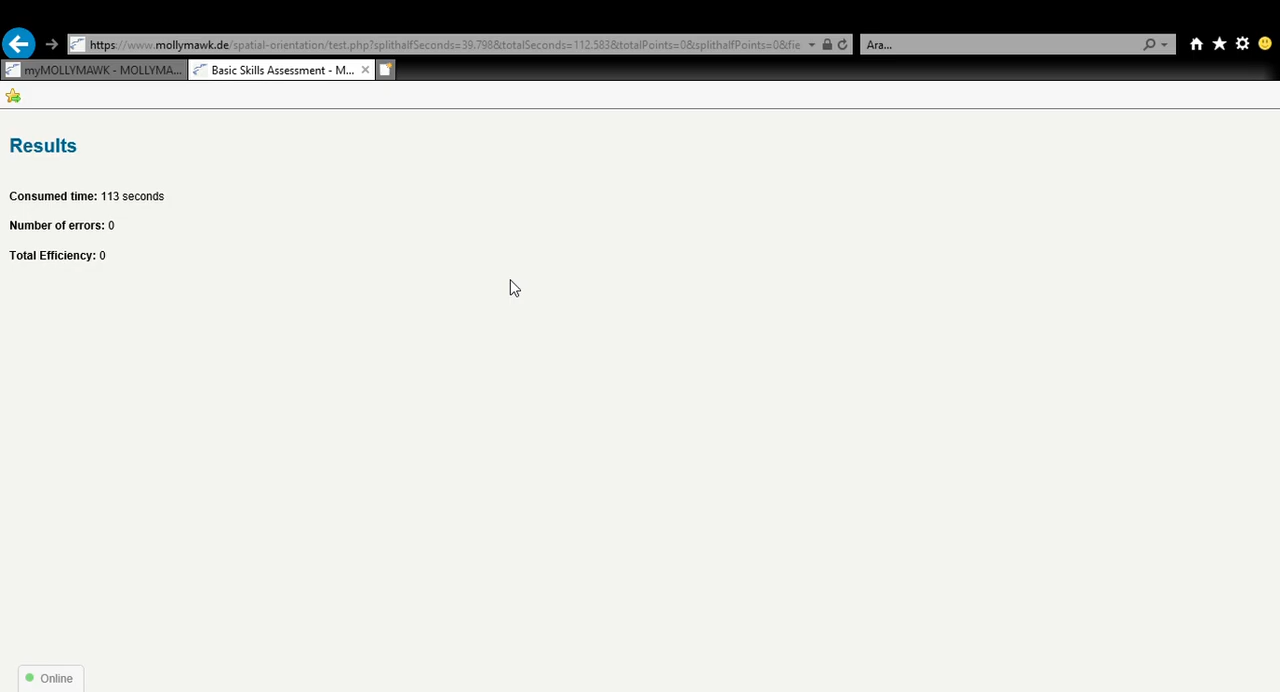 https://www.mollymawk.de/spatial-orientation/test.php?splithalfSeconds=39.798&totalSeconds=112.583&totalPoints=0&splithalfPoints=0&fie
Ara...
myMOLLYMAWK - MOLLYMA...
Basic Skills Assessment - M...
Results
Consumed time: 113 seconds
Number of errors: 0
Total Efficiency: 0
Online